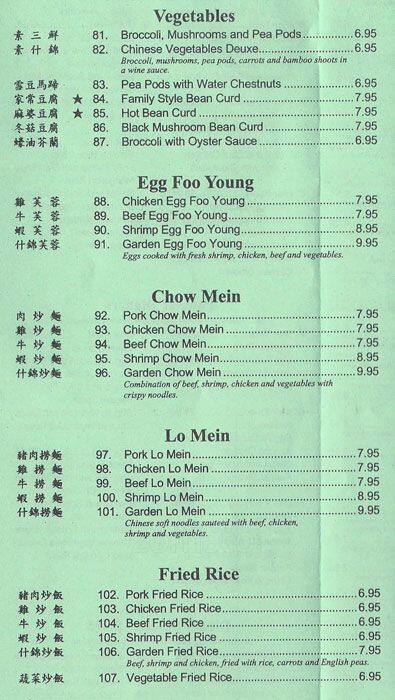 Vegetables
素三鮮 81. Broccoli, Mushrooms and Pea Pods 6.95
素什錦 82. Chinese Vegetables Deuxe 6.95
Broccoli, mushrooms, pea pods, carrots and bamboo shoots in
a wine sauce.
雪豆馬蹄 83. Pea Pods with Water Chestnuts 6.95
家常豆腐 ★ 84. Family Style Bean Curd 7.95
麻婆豆腐 ★ 85. Hot Bean Curd 7.95
冬菇豆腐 86. Black Mushroom Bean Curd 7.95
蠔油芥蘭 87. Broccoli with Oyster Sauce 6.95
Egg Foo Young
雞芙蓉 88. Chicken Egg Foo Young 7.95
牛芙蓉 89. Beef Egg Foo Young 7.95
蝦芙蓉 90. Shrimp Egg Foo Young 8.95
什錦芙蓉 91. Garden Egg Foo Young 9.95
Eggs cooked with fresh shrimp, chicken, beef and vegetables.
Chow Mein
肉炒麵 92. Pork Chow Mein 7.95
雞炒麵 93. Chicken Chow Mein 7.95
牛炒麵 94. Beef Chow Mein 7.95
蝦炒麵 95. Shrimp Chow Mein 8.95
什錦炒麵 96. Garden Chow Mein 9.95
Combination of beef, shrimp, chicken and vegetables with
crispy noodles.
Lo Mein
豬肉撈麵 97. Pork Lo Mein 7.95
雞撈麵 98. Chicken Lo Mein 7.95
牛撈麵 99. Beef Lo Mein 7.95
蝦撈麵 100. Shrimp Lo Mein 8.95
什錦撈麵 101. Garden Lo Mein 9.95
Chinese soft noodles sauteed with beef, chicken,
shrimp and vegetables.
Fried Rice
豬肉炒飯 102. Pork Fried Rice 6.95
雞炒飯 103. Chicken Fried Rice 6.95
牛炒飯 104. Beef Fried Rice 6.95
蝦炒飯 105. Shrimp Fried Rice 6.95
什錦炒飯 106. Garden Fried Rice 7.95
Beef, shrimp and chicken, fried with rice, carrots and English peas.
蔬菜炒飯 107. Vegetable Fried Rice 6.95